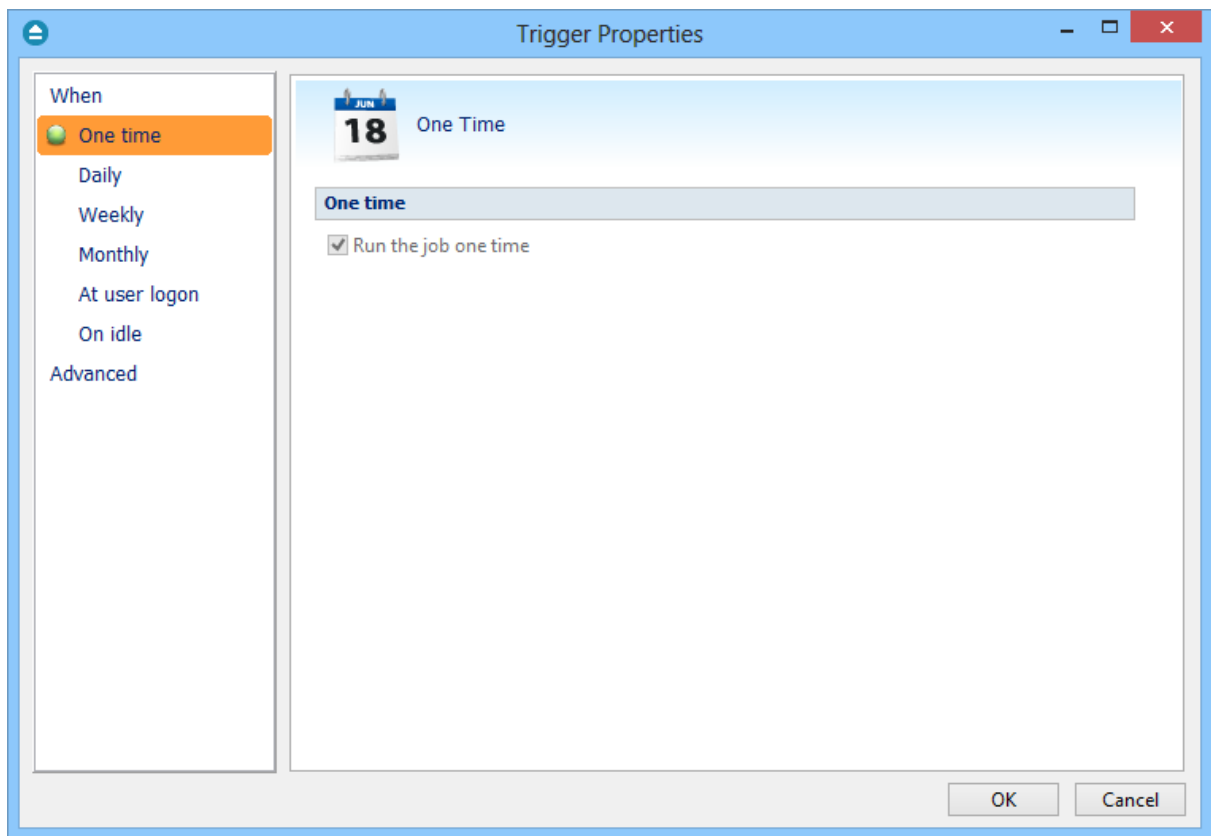 Trigger Properties
When
One time
Daily
Weekly
Monthly
At user logon
On idle
Advanced
JUN
18
One Time
One time
Run the job one time
OK
Cancel